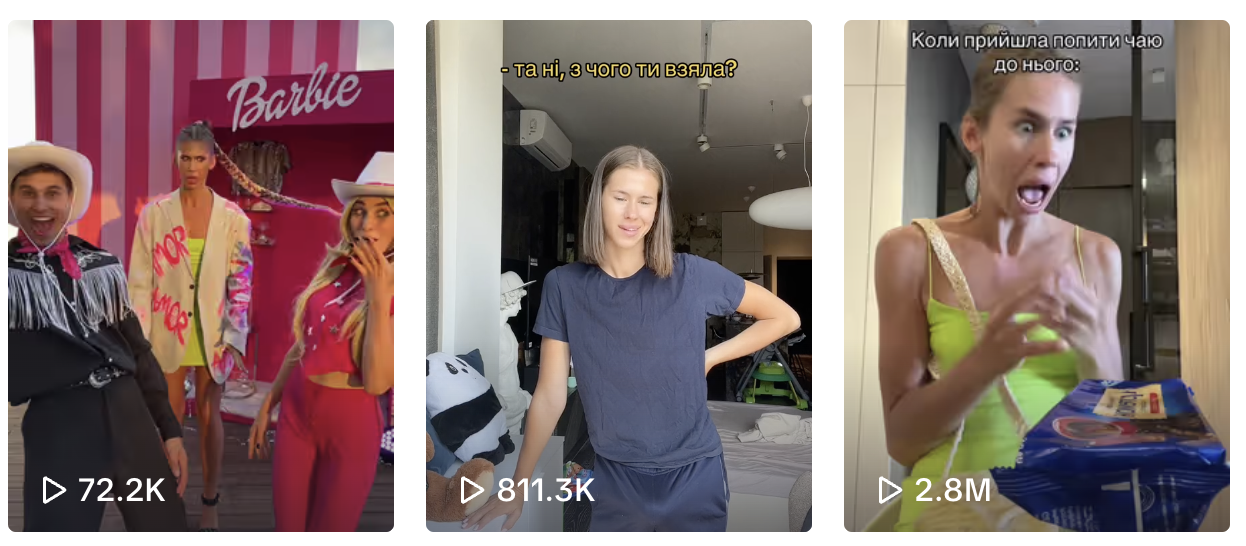 Barbie
AMOR
AMOR
72.2K
- та ні, з чого ти взяла?
811.3K
Коли прийшла попити чаю
до нього:
2.8M